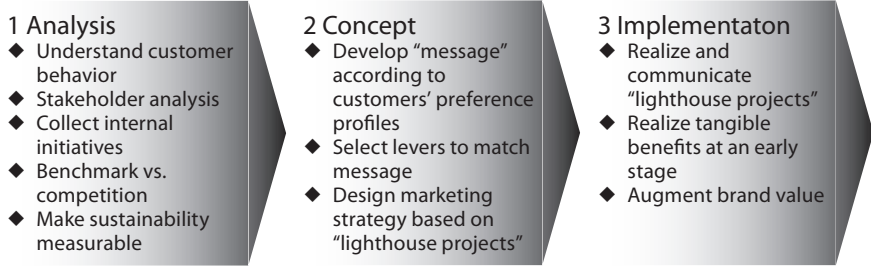 1 Analysis
◆ Understand customer
behavior
◆ Stakeholder analysis
◆ Collect internal
initiatives
◆ Benchmark vs.
competition
◆ Make sustainability
measurable
2 Concept
◆ Develop “message”
according to
customers’ preference
profiles
◆ Select levers to match
message
◆ Design marketing
strategy based on
“lighthouse projects”
3 Implementaton
◆ Realize and
communicate
“lighthouse projects”
◆ Realize tangible
benefits at an early
stage
◆ Augment brand value